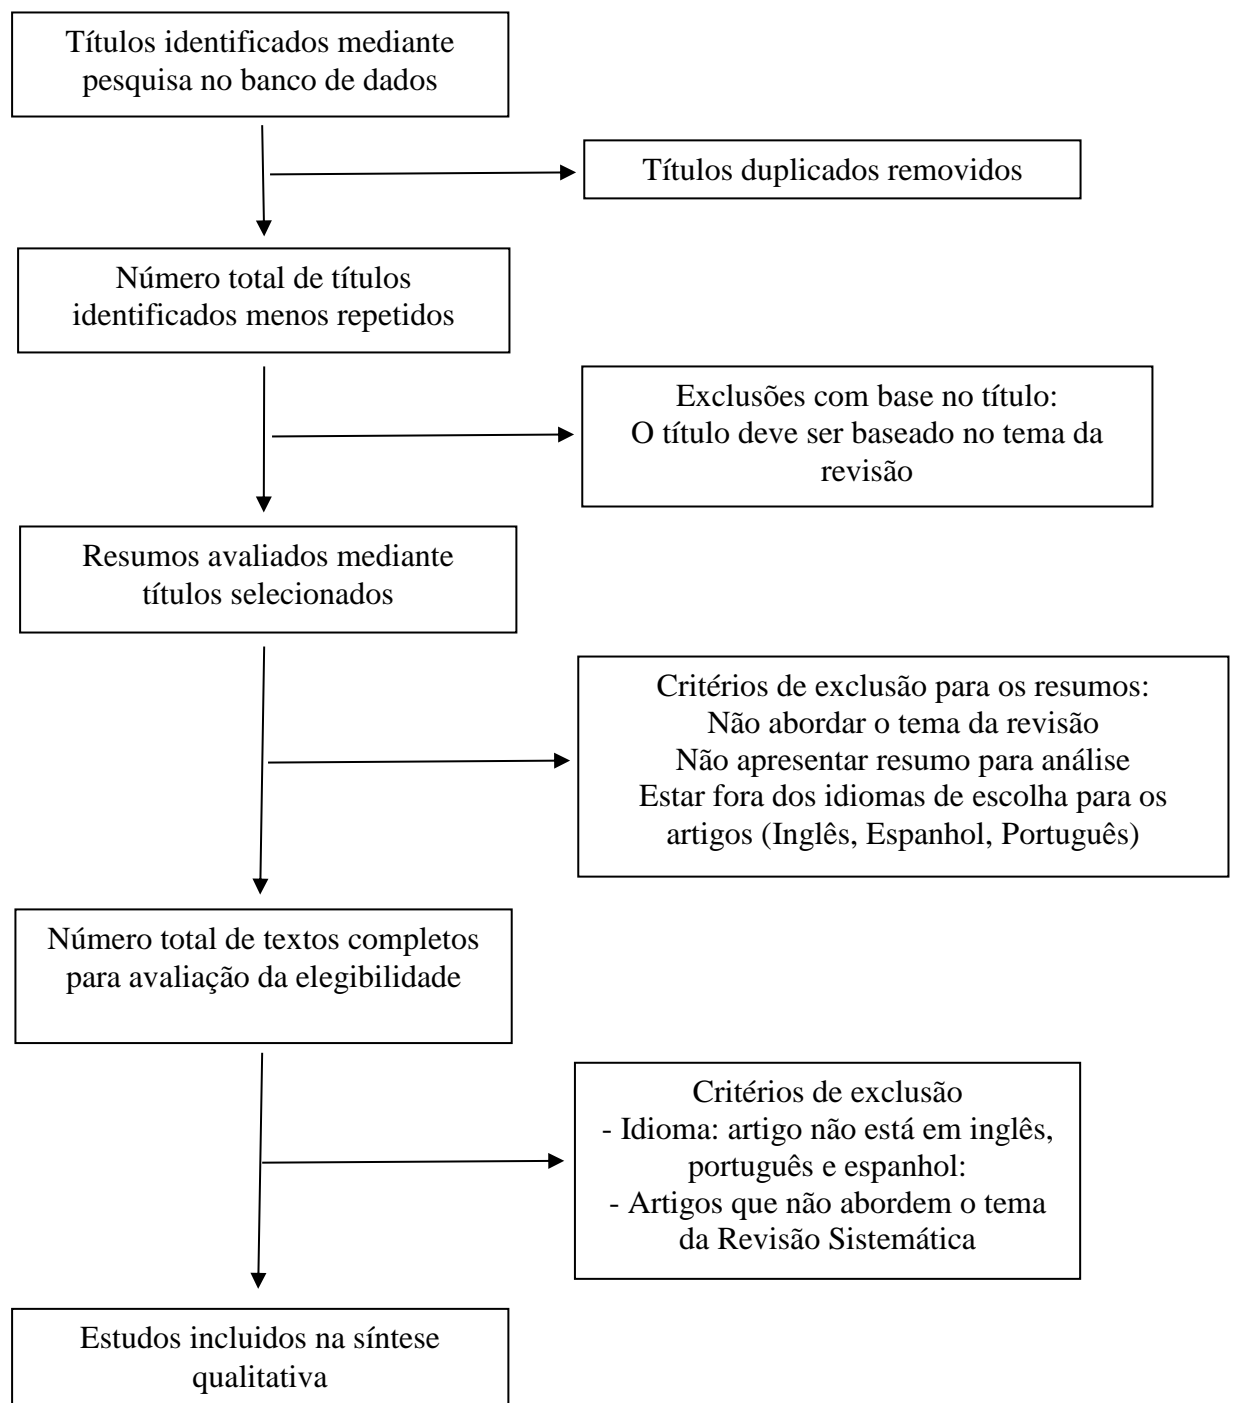 Títulos identificados mediante
pesquisa no banco de dados
Títulos duplicados removidos
Número total de títulos
identificados menos repetidos
Exclusões com base no título:
O título deve ser baseado no tema da
revisão
Resumos avaliados mediante
títulos selecionados
Critérios de exclusão para os resumos:
Não abordar o tema da revisão
Não apresentar resumo para análise
Estar fora dos idiomas de escolha para os
artigos (Inglês, Espanhol, Português)
Número total de textos completos
para avaliação da elegibilidade
Critérios de exclusão
- Idioma: artigo não está em inglês,
português e espanhol:
- Artigos que não abordem o tema
da Revisão Sistemática
Estudos incluidos na síntese
qualitativa